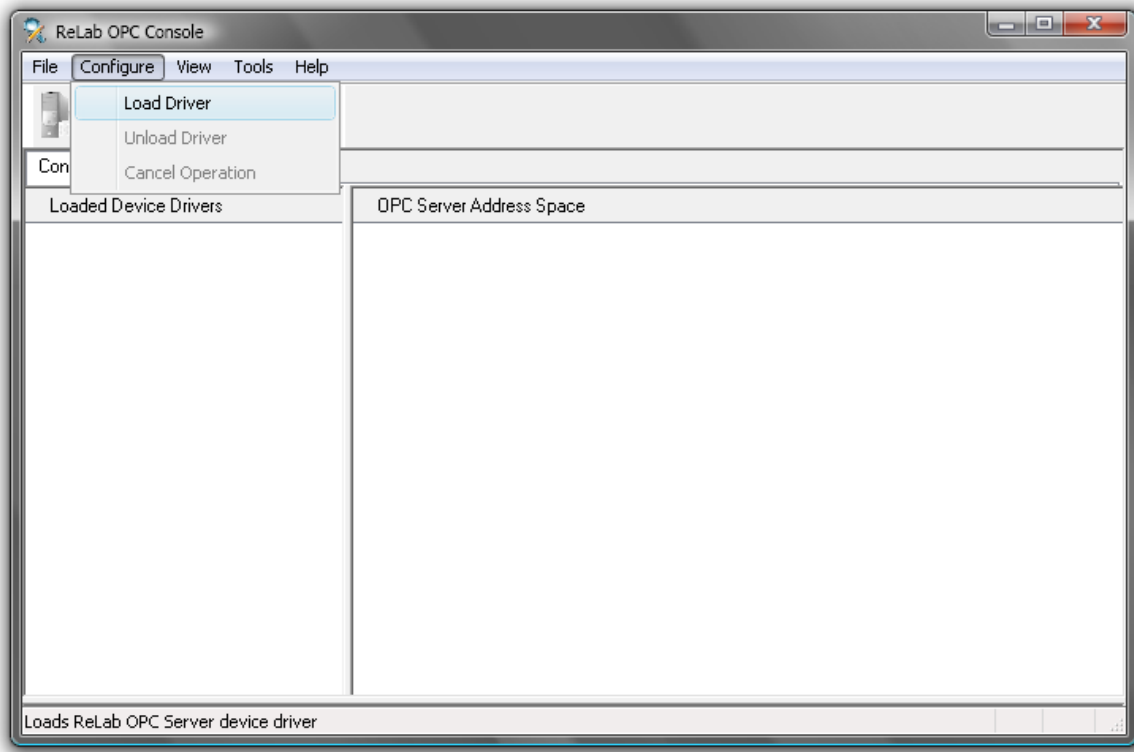 ReLab OPC Console
File Configure View Tools Help
Load Driver
Unload Driver
Cancel Operation
Con
Loaded Device Drivers OPC Server Address Space
Loads ReLab OPC Server device driver